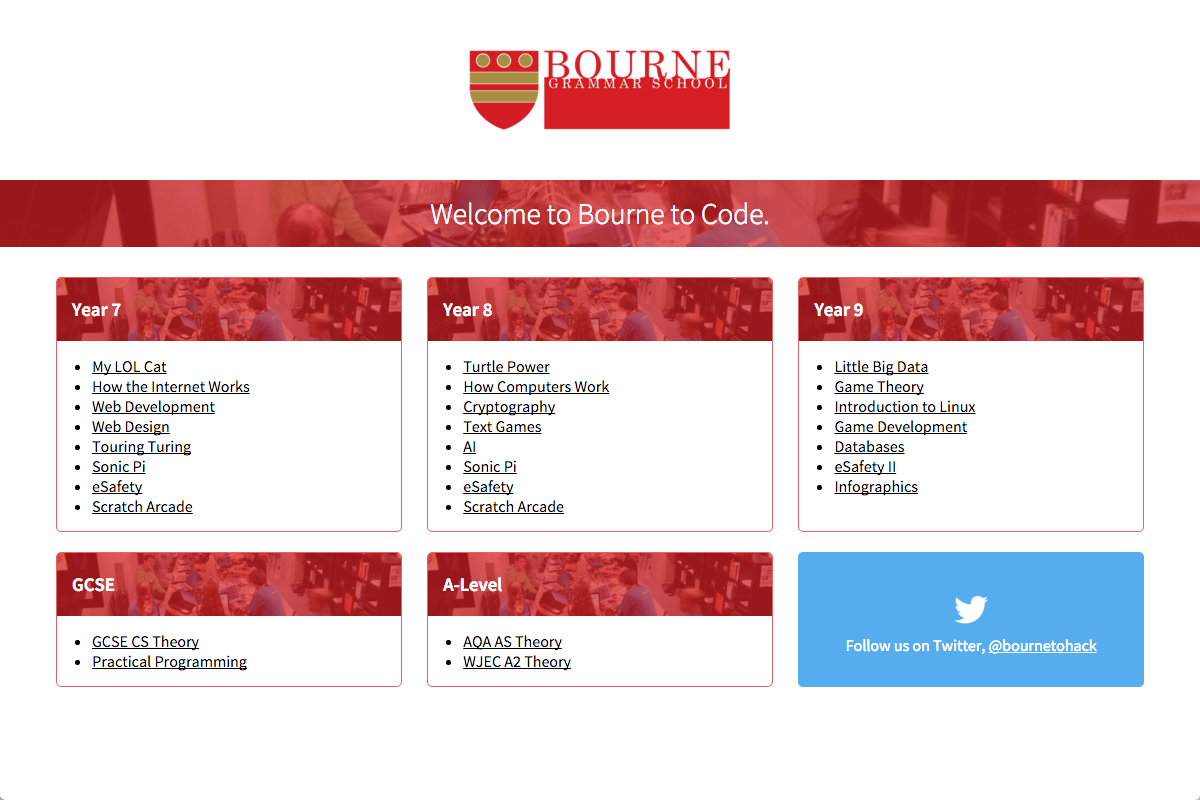 BOURNE
GRAMMAR SCHOOL
Welcome to Bourne to Code.
Year 7
My LOL Cat
How the Internet Works
Web Development
Web Design
Touring Turing
Sonic Pi
eSafety
Scratch Arcade
Year 8
Turtle Power
How Computers Work
Cryptography
Text Games
AI
Sonic Pi
eSafety
Scratch Arcade
Year 9
Little Big Data
Game Theory
Introduction to Linux
Game Development
Databases
eSafety II
Infographics
GCSE
GCSE CS Theory
Practical Programming
A-Level
AQA AS Theory
WJEC A2 Theory
Follow us on Twitter, @bournetohack